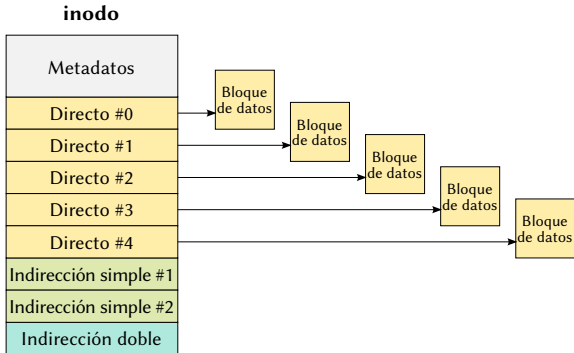 inodo
Metadatos
Directo #0
Directo #1
Directo #2
Directo #3
Directo #4
Indirección simple #1
Indirección simple #2
Indirección doble
Bloque
de datos
Bloque
de datos
Bloque
de datos
Bloque
de datos
Bloque
de datos